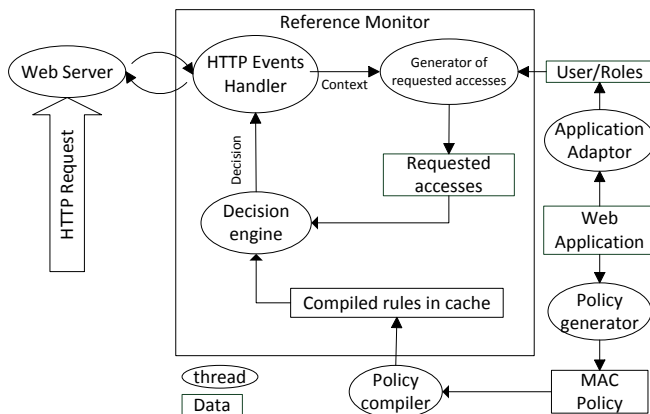 Reference Monitor
Web Server
HTTP Events
Handler
Context
Generator of
requested accesses
User/Roles
HTTP Request
Decision
Requested
accesses
Application
Adaptor
Decision
engine
Web
Application
Compiled rules in cache
Policy
generator
thread
Data
Policy
compiler
MAC
Policy